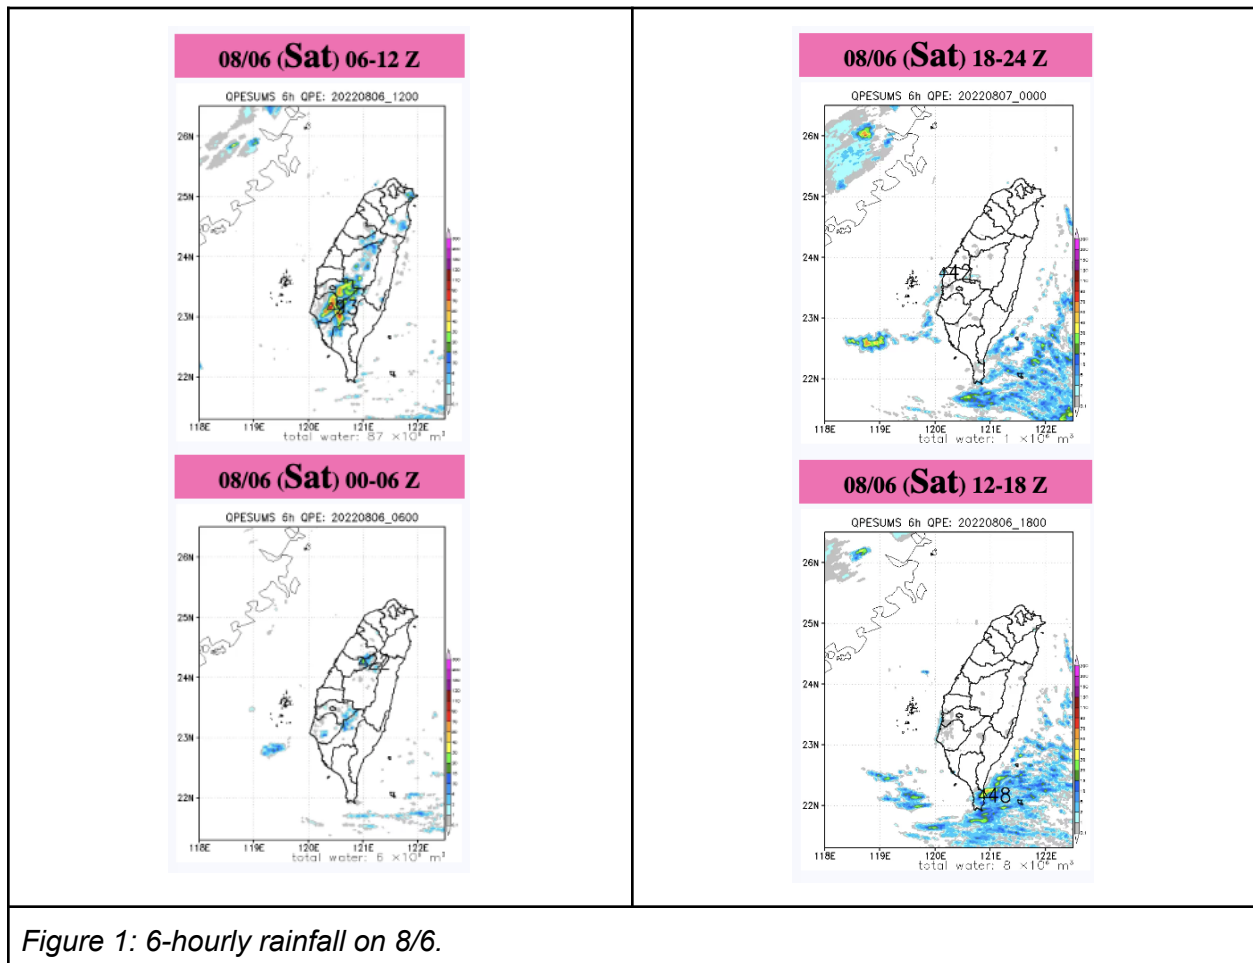 08/06 (Sat) 06-12 Z
QPESUMS 6h QPE: 20220806_1200
26N
25N
24N
23N
22N
118E 119E 120E 121E 122E
total water: 87 ×10⁶ m³
08/06 (Sat) 00-06 Z
QPESUMS 6h QPE: 20220806_0600
26N
25N
24N
23N
22N
118E 119E 120E 121E 122E
total water: 6 ×10⁶ m³
08/06 (Sat) 18-24 Z
QPESUMS 6h QPE: 20220807_0000
26N
25N
24N
23N
22N
118E 119E 120E 121E 122E
total water: 1 ×10⁶ m³
08/06 (Sat) 12-18 Z
QPESUMS 6h QPE: 20220806_1800
26N
25N
24N
23N
22N
48
118E 119E 120E 121E 122E
total water: 8 ×10⁶ m³
Figure 1: 6-hourly rainfall on 8/6.